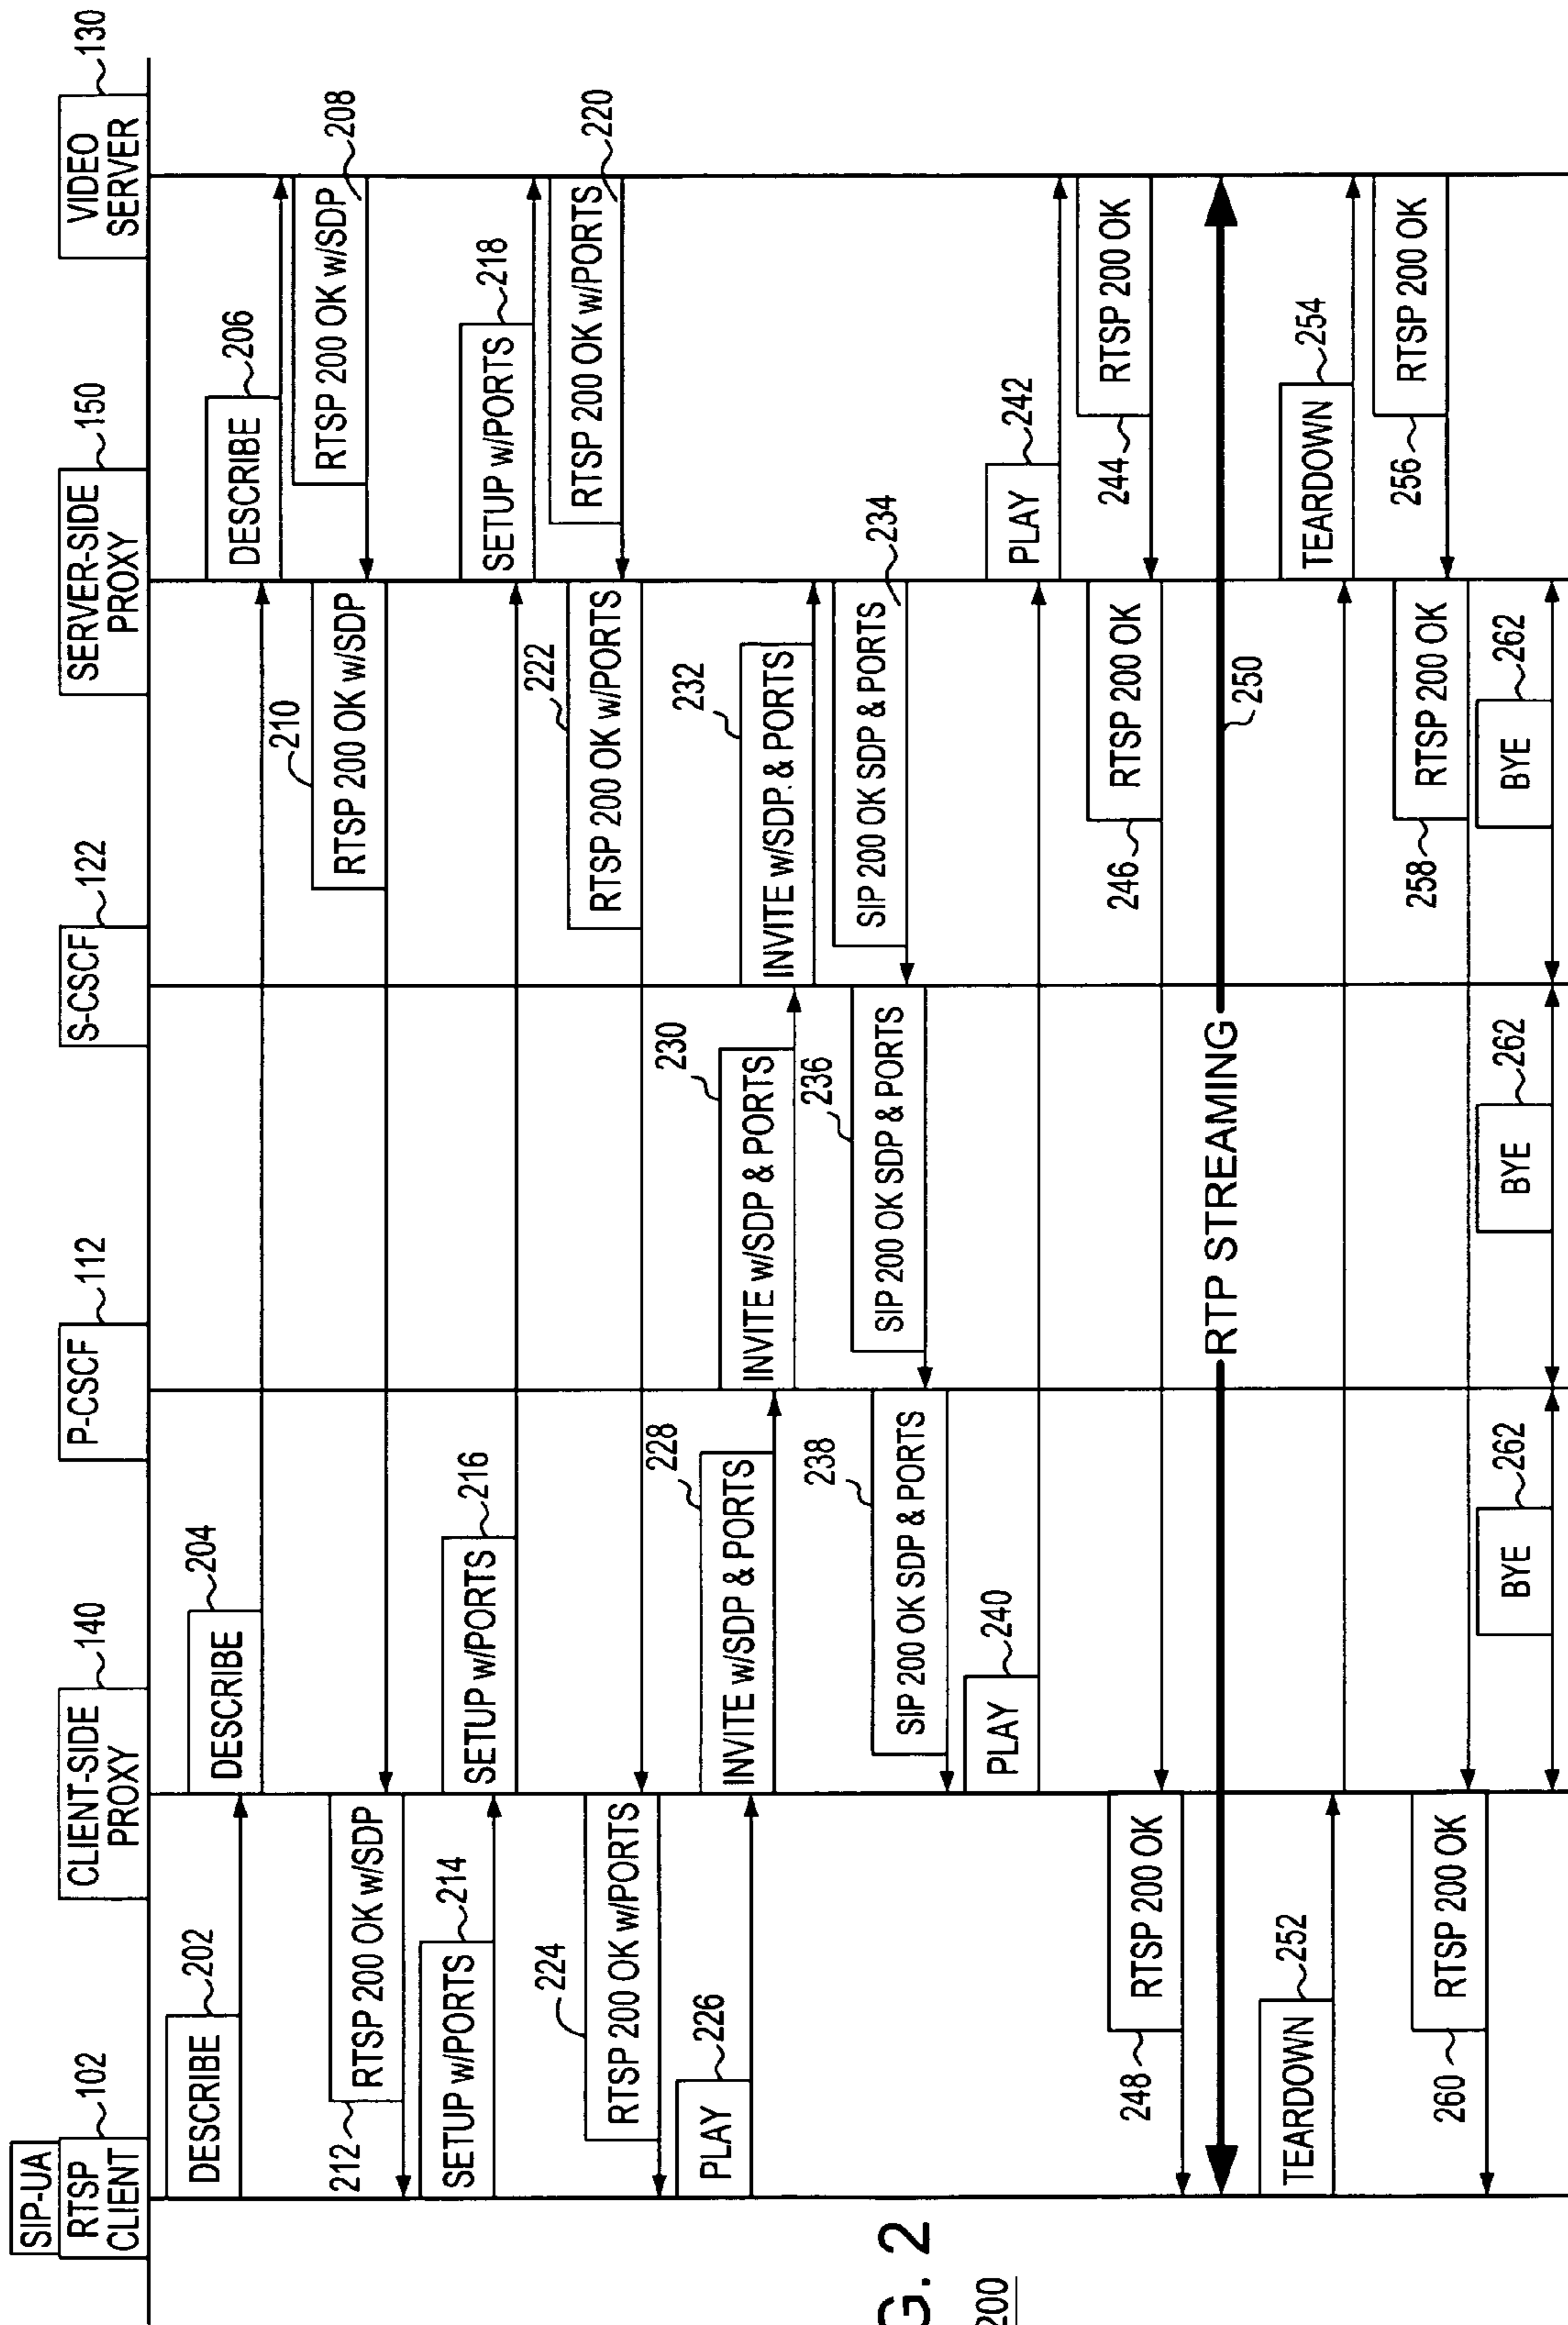 SIP-UA
RTSP
CLIENT
102
CLIENT-SIDE
PROXY
140
P-CSCF
112
S-CSCF
122
SERVER-SIDE
PROXY
150
VIDEO
SERVER
130
DESCRIBE
202
DESCRIBE
204
DESCRIBE
206
RTSP 200 OK w/SDP
208
RTSP 200 OK w/SDP
210
RTSP 200 OK w/SDP
212
SETUP w/PORTS
214
SETUP w/PORTS
216
SETUP w/PORTS
218
RTSP 200 OK w/PORTS
220
RTSP 200 OK w/PORTS
222
RTSP 200 OK w/PORTS
224
PLAY
226
INVITE w/SDP & PORTS
228
INVITE w/SDP & PORTS
230
INVITE w/SDP. & PORTS
232
SIP 200 OK SDP & PORTS
234
SIP 200 OK SDP & PORTS
236
SIP 200 OK SDP & PORTS
238
PLAY
240
PLAY
242
RTSP 200 OK
244
RTSP 200 OK
246
RTSP 200 OK
248
RTP STREAMING
250
TEARDOWN
252
TEARDOWN
254
RTSP 200 OK
256
RTSP 200 OK
258
RTSP 200 OK
260
BYE
262
BYE
262
BYE
262
G. 2
200